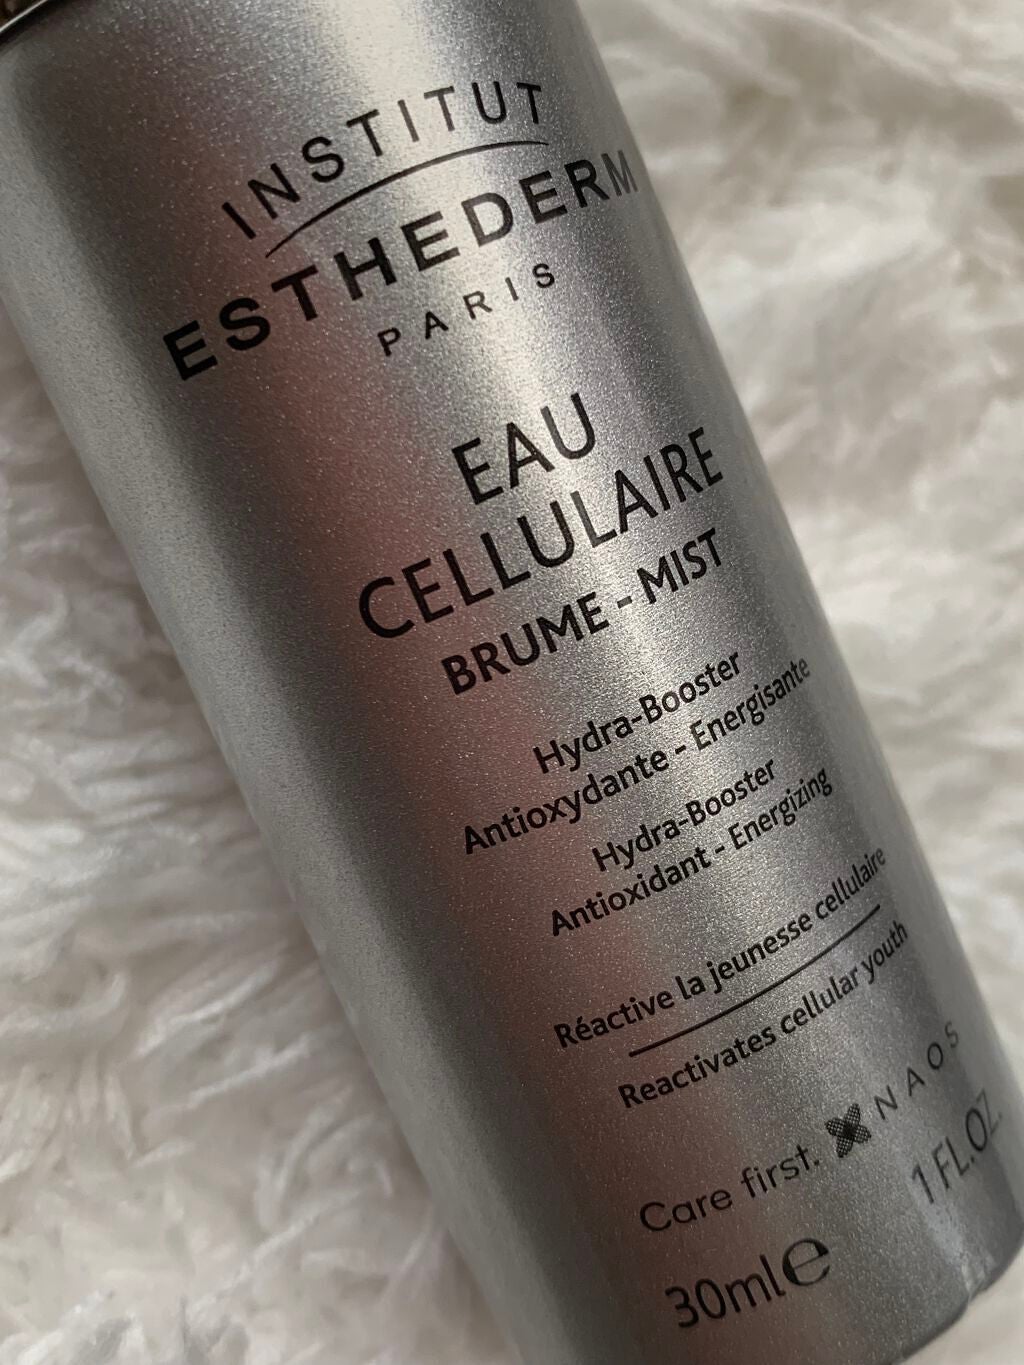 INSTITUT
ESTHEDERM
PARIS
EAU
CELLULAIRE
BRUME - MIST
Hydra-Booster
Antioxydante - Energisante
Hydra-Booster
Antioxidant - Energizing
Réactive la jeunesse cellulaire
Reactivates cellular youth
Care first. NAOS
30ml℮ 1 FL.OZ.